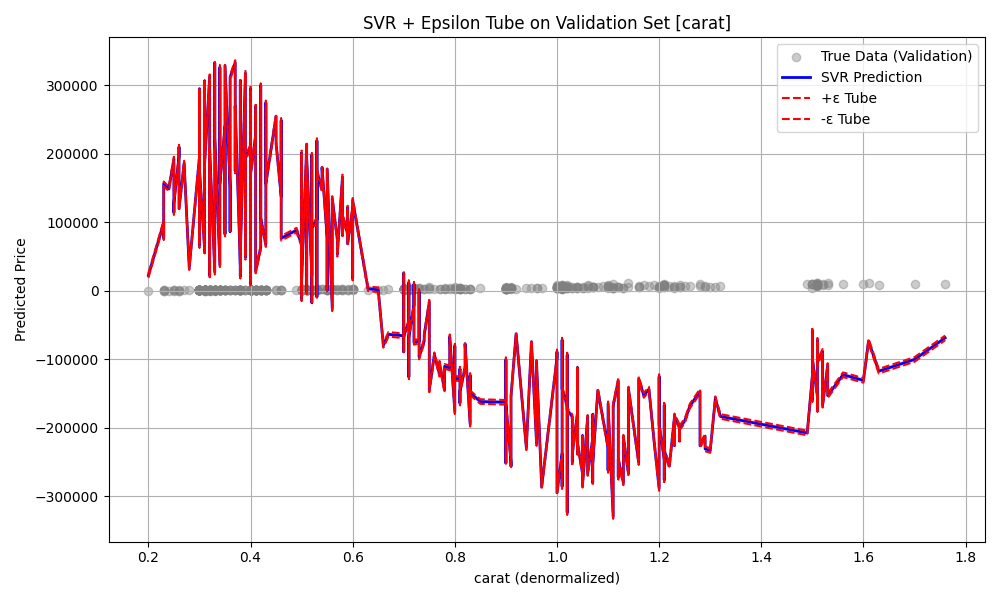 SVR + Epsilon Tube on Validation Set [carat]
True Data (Validation)
SVR Prediction
+ε Tube
-ε Tube
Predicted Price
300000
200000
100000
0
−100000
−200000
−300000
0.2 0.4 0.6 0.8 1.0 1.2 1.4 1.6 1.8
carat (denormalized)